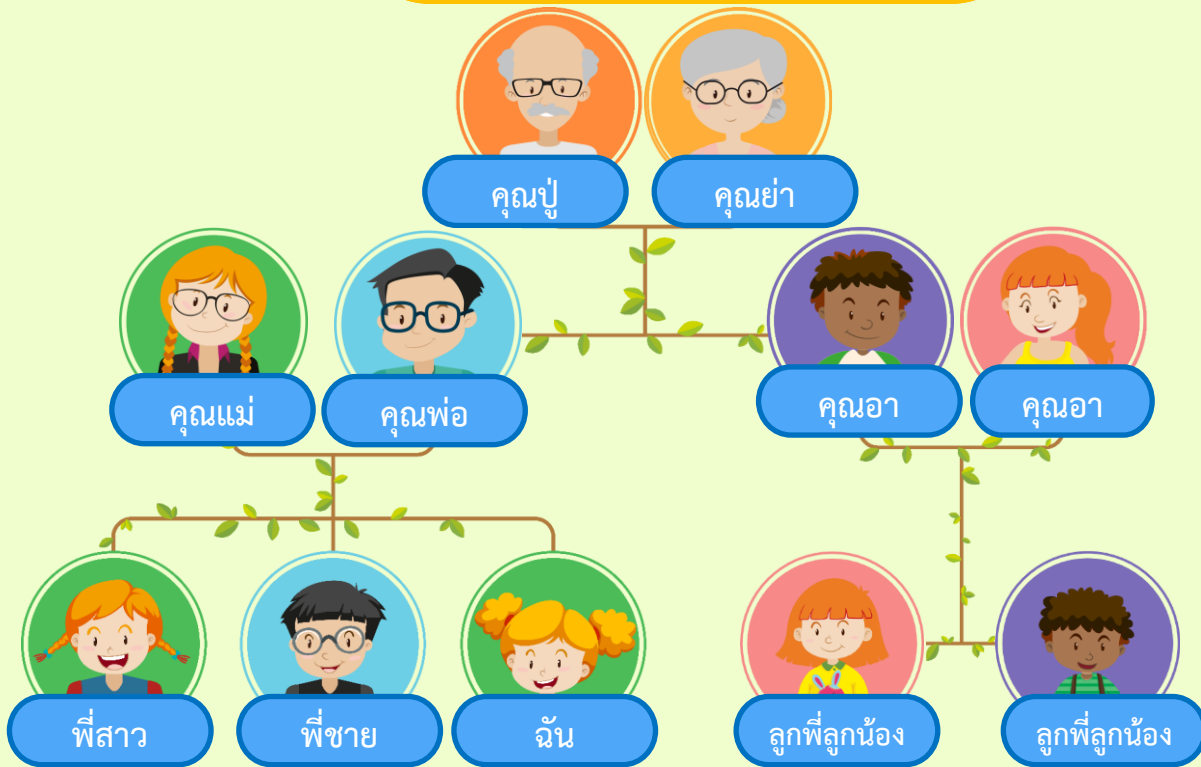 คุณปู่
คุณย่า
คุณแม่
คุณพ่อ
คุณอา
คุณอา
พี่สาว
พี่ชาย
ฉัน
ลูกพี่ลูกน้อง
ลูกพี่ลูกน้อง